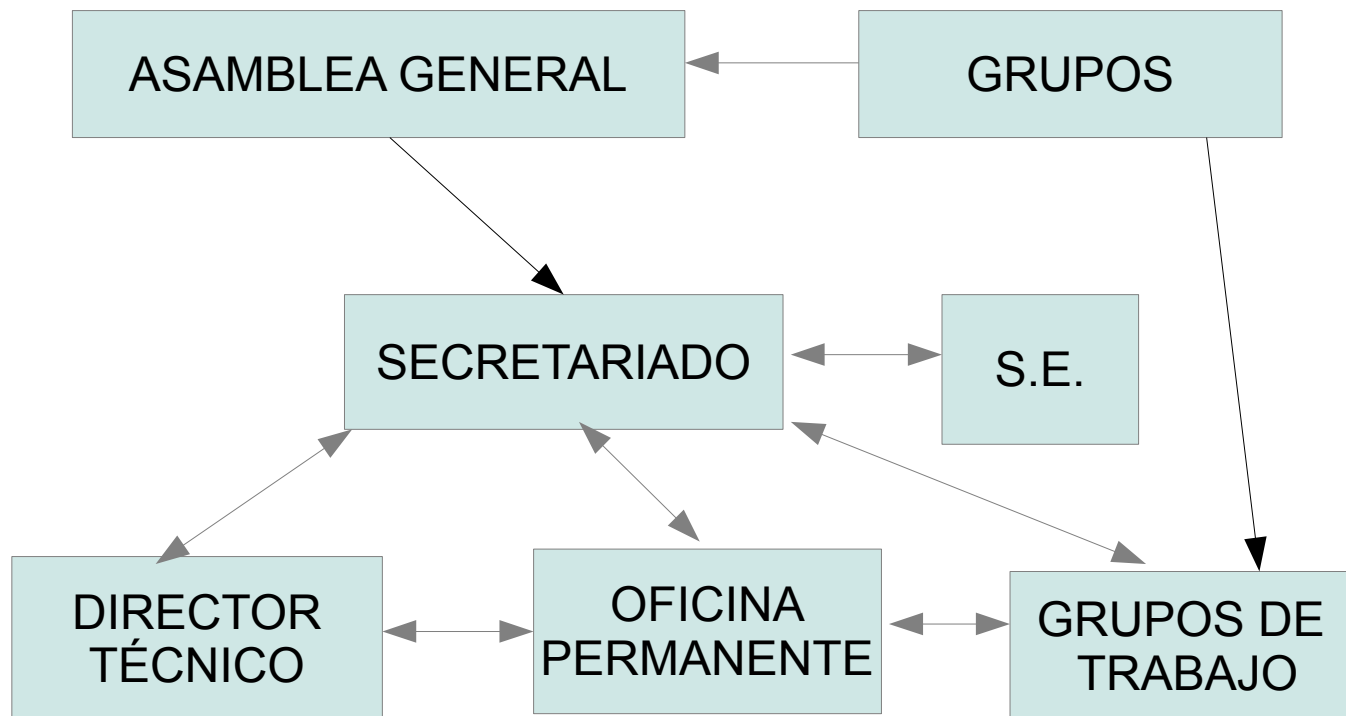 ASAMBLEA GENERAL
GRUPOS
SECRETARIADO
S.E.
DIRECTOR
TÉCNICO
OFICINA
PERMANENTE
GRUPOS DE
TRABAJO